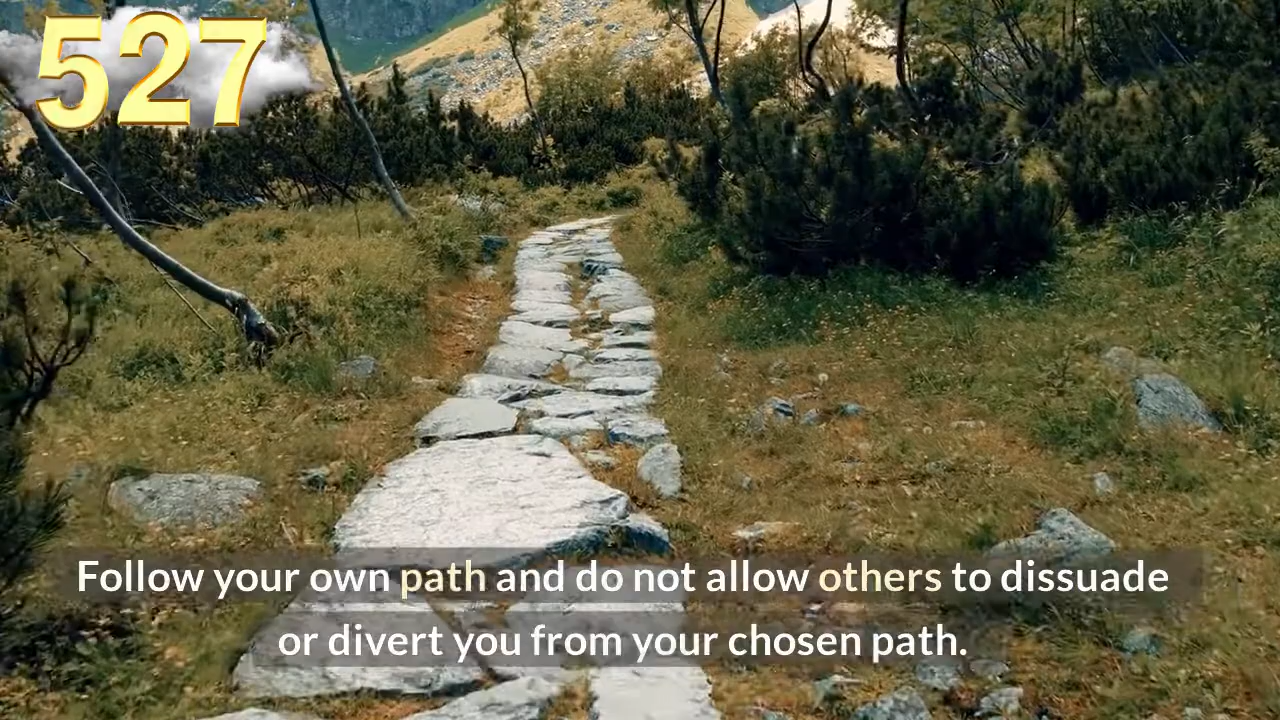 527
Follow your own path and do not allow others to dissuade
or divert you from your chosen path.